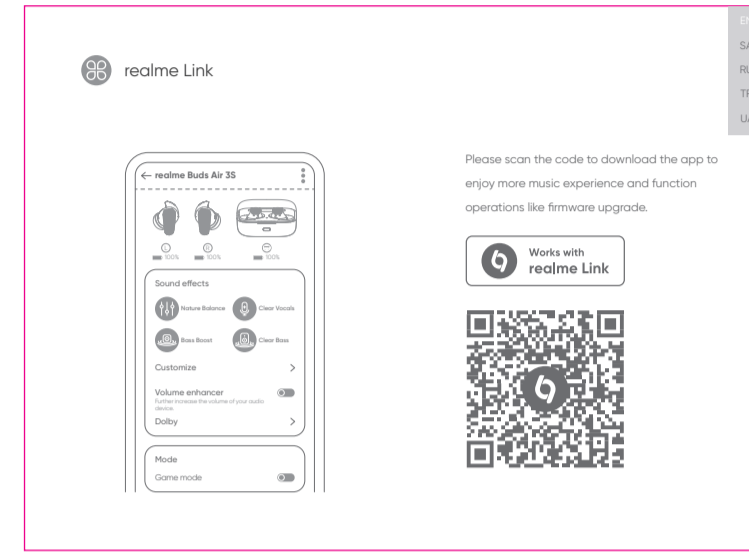 realme Link
EN
SA
RU
TR
UA
← realme Buds Air 3S
L
R
100%
100%
100%
Sound effects
Nature Balance
Clear Vocals
Bass Boost
Clear Bass
Customize
Volume enhancer
Further increase the volume of your audio
device.
Dolby
Mode
Game mode
Please scan the code to download the app to
enjoy more music experience and function
operations like firmware upgrade.
Works with
realme Link